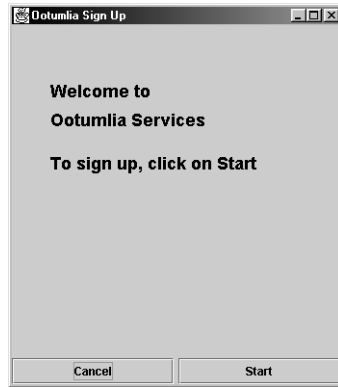 Ootumlia Sign Up
Welcome to
Ootumlia Services
To sign up, click on Start
Cancel
Start